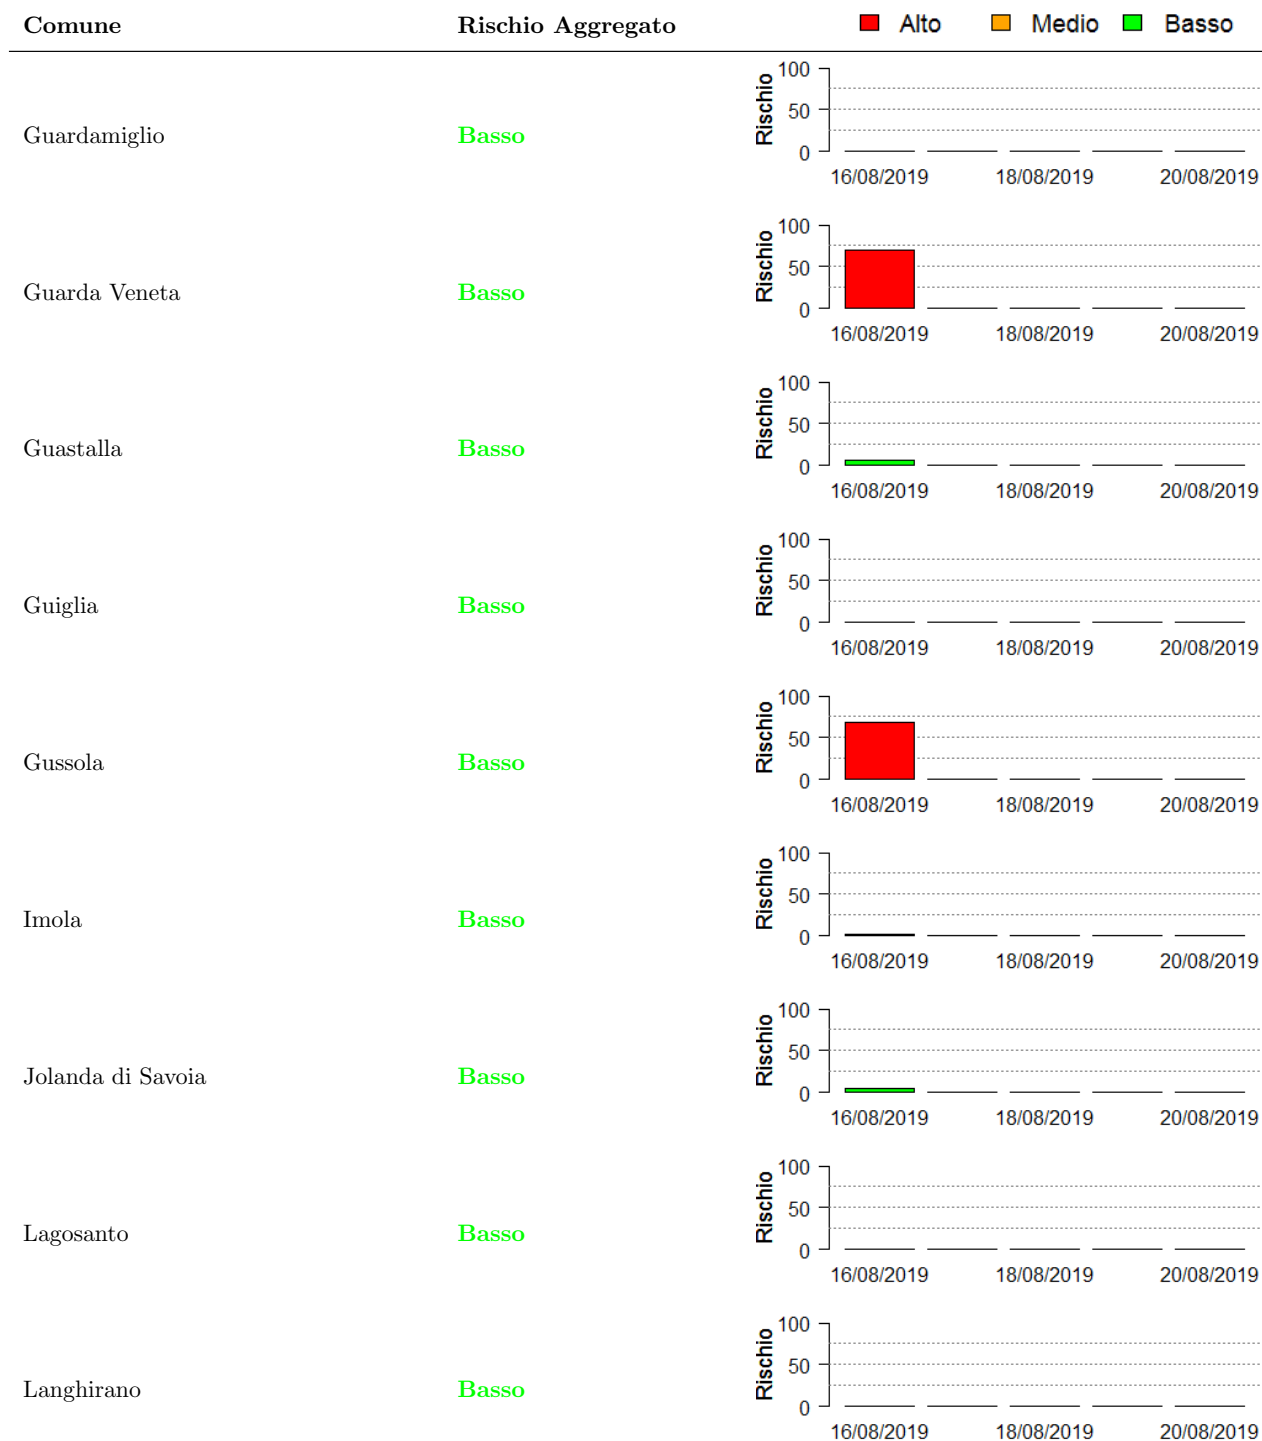 Comune Rischio Aggregato Alto Medio Basso
100
50
0
Rischio
Guardamiglio Basso
16/08/2019 18/08/2019 20/08/2019
100
50
0
Rischio
Guarda Veneta Basso
16/08/2019 18/08/2019 20/08/2019
100
50
0
Rischio
Guastalla Basso
16/08/2019 18/08/2019 20/08/2019
100
50
0
Rischio
Guiglia Basso
16/08/2019 18/08/2019 20/08/2019
100
50
0
Rischio
Gussola Basso
16/08/2019 18/08/2019 20/08/2019
100
50
0
Rischio
Imola Basso
16/08/2019 18/08/2019 20/08/2019
100
50
0
Rischio
Jolanda di Savoia Basso
16/08/2019 18/08/2019 20/08/2019
100
50
0
Rischio
Lagosanto Basso
16/08/2019 18/08/2019 20/08/2019
100
50
0
Rischio
Langhirano Basso
16/08/2019 18/08/2019 20/08/2019